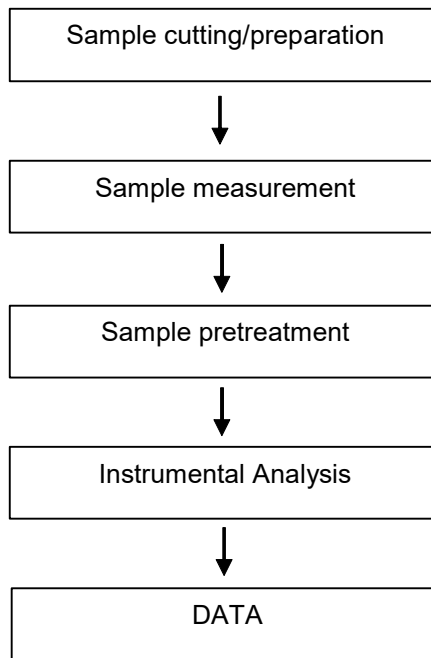 Sample cutting/preparation
Sample measurement
Sample pretreatment
Instrumental Analysis
DATA